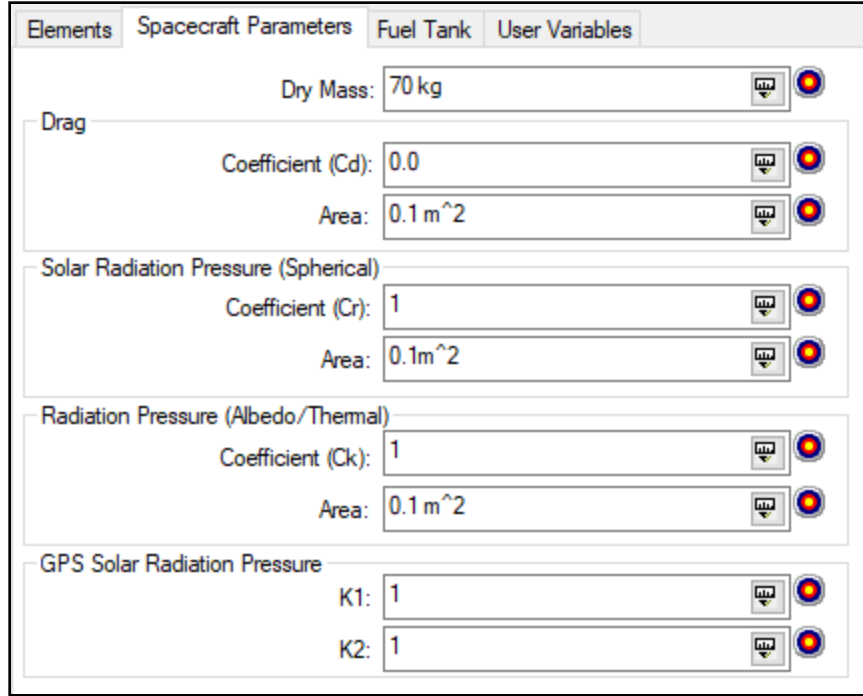 Elements Spacecraft Parameters Fuel Tank User Variables
Dry Mass: 70 kg
Drag
Coefficient (Cd): 0.0
Area: 0.1 m^2
Solar Radiation Pressure (Spherical)
Coefficient (Cr): 1
Area: 0.1m^2
Radiation Pressure (Albedo/Thermal)
Coefficient (Ck): 1
Area: 0.1 m^2
GPS Solar Radiation Pressure
K1: 1
K2: 1